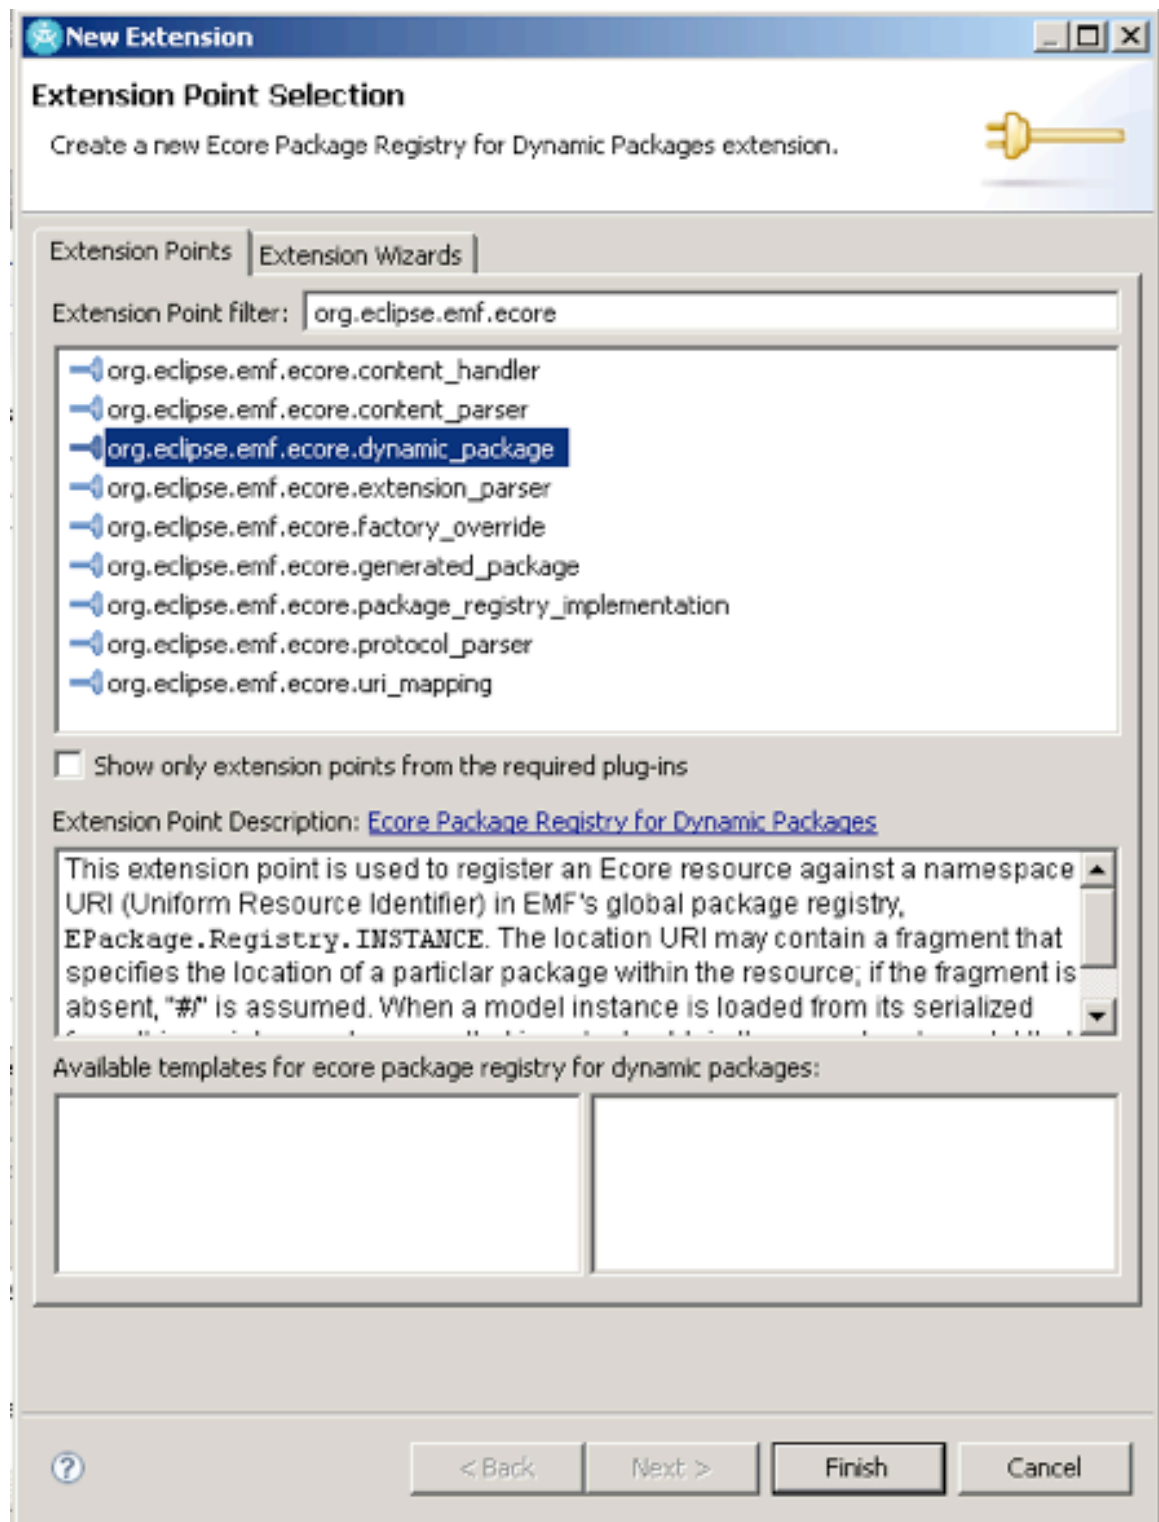 New Extension
Extension Point Selection
Create a new Ecore Package Registry for Dynamic Packages extension.
Extension Points
Extension Wizards
Extension Point filter: org.eclipse.emf.ecore
org.eclipse.emf.ecore.content_handler
org.eclipse.emf.ecore.content_parser
org.eclipse.emf.ecore.dynamic_package
org.eclipse.emf.ecore.extension_parser
org.eclipse.emf.ecore.factory_override
org.eclipse.emf.ecore.generated_package
org.eclipse.emf.ecore.package_registry_implementation
org.eclipse.emf.ecore.protocol_parser
org.eclipse.emf.ecore.uri_mapping
Show only extension points from the required plug-ins
Extension Point Description: Ecore Package Registry for Dynamic Packages
This extension point is used to register an Ecore resource against a namespace
URI (Uniform Resource Identifier) in EMF's global package registry,
EPackage.Registry.INSTANCE. The location URI may contain a fragment that
specifies the location of a particlar package within the resource; if the fragment is
absent, "#/" is assumed. When a model instance is loaded from its serialized
Available templates for ecore package registry for dynamic packages:
?
< Back
Next >
Finish
Cancel